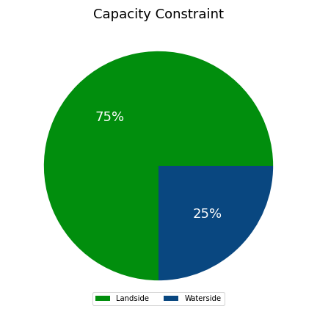 Capacity Constraint
75%
25%
Landside
Waterside